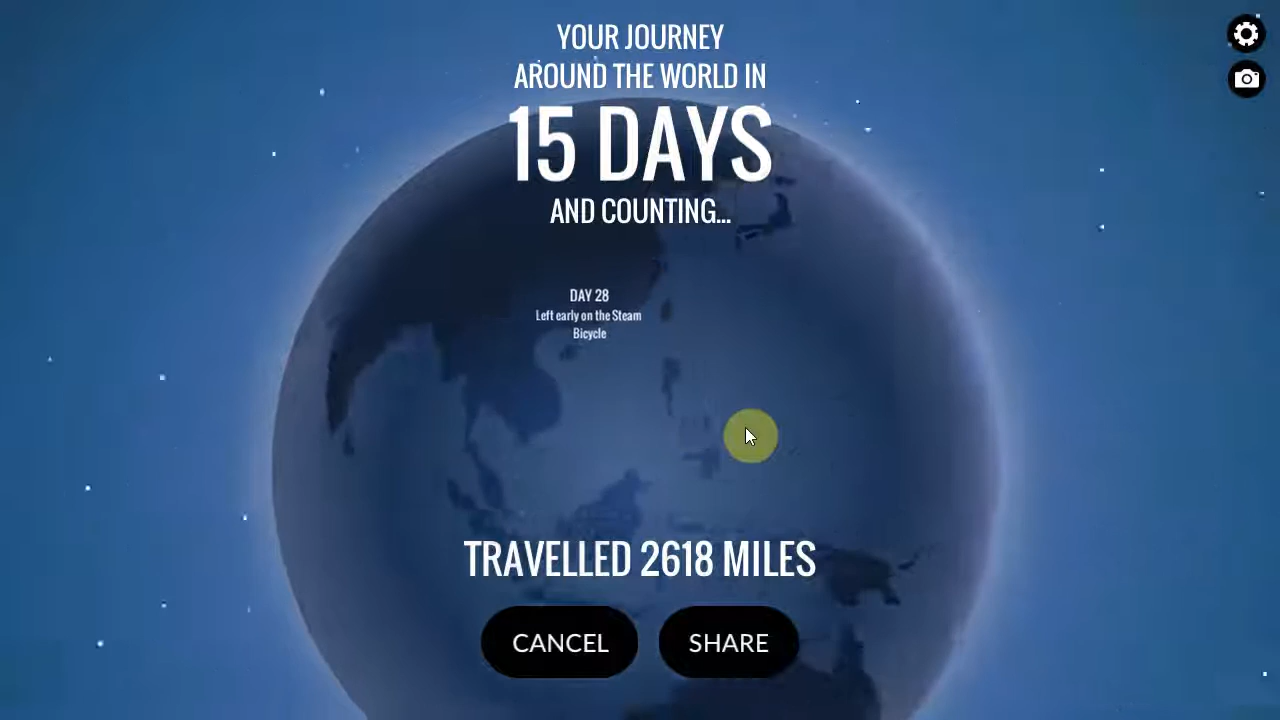 YOUR JOURNEY
AROUND THE WORLD IN
15 DAYS
AND COUNTING...
DAY 28
Left early on the Steam
Bicycle
TRAVELLED 2618 MILES
CANCEL
SHARE